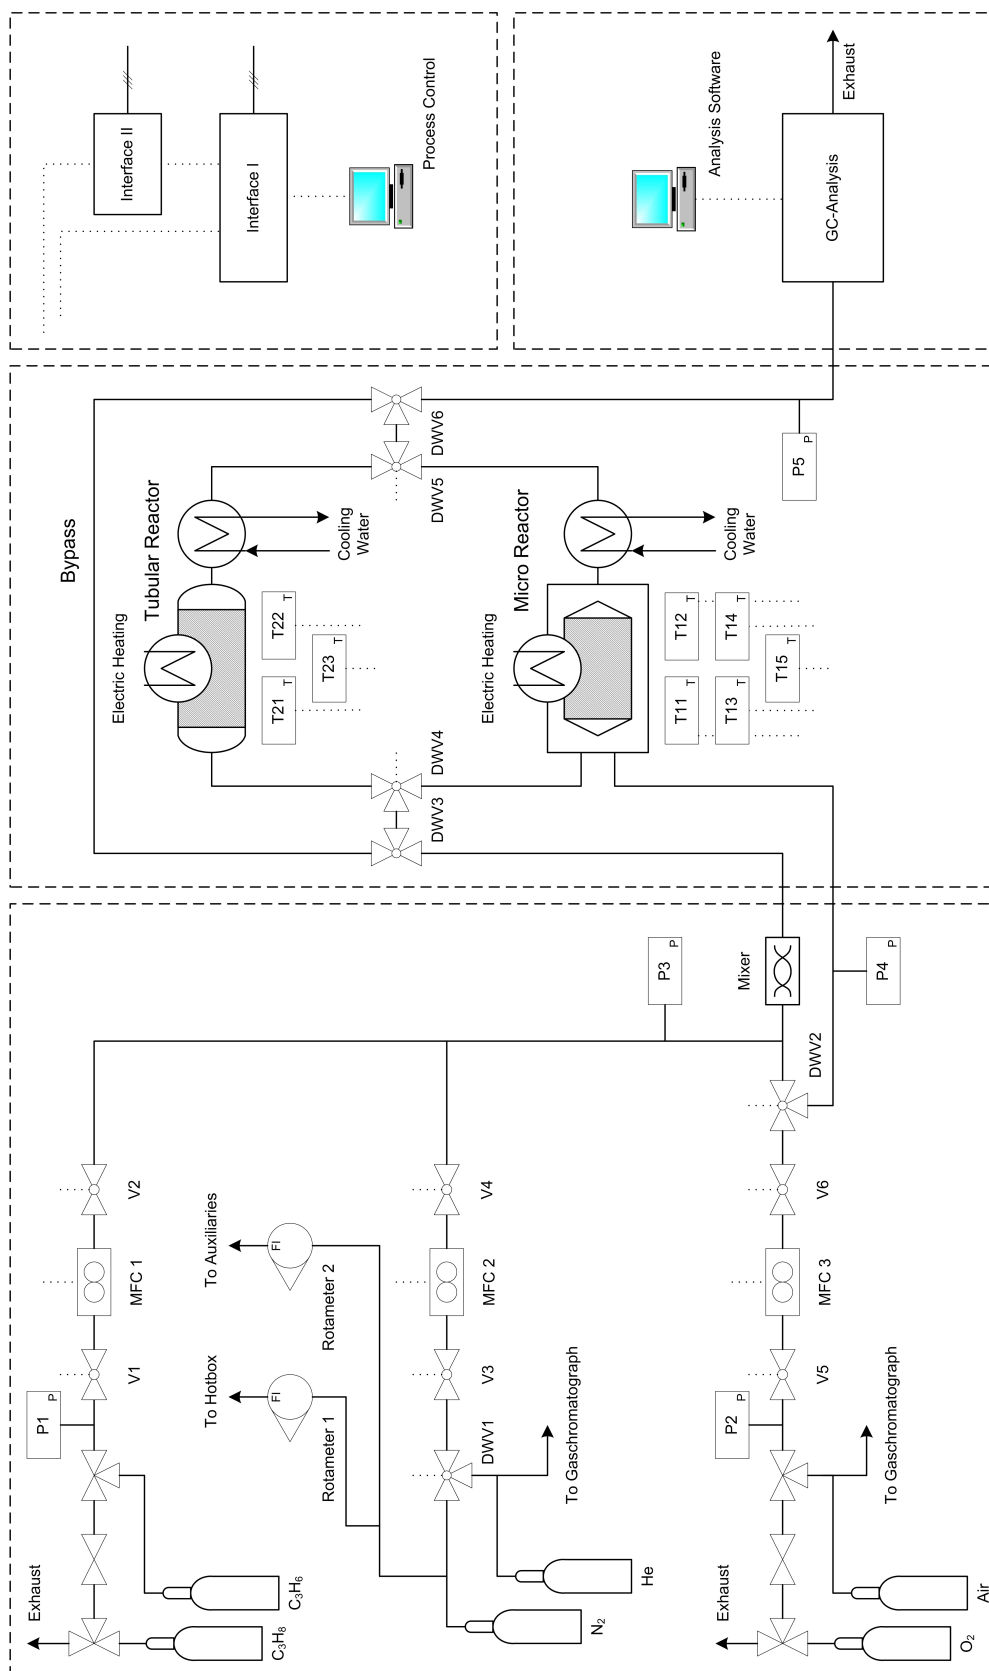 Exhaust
C₃H₈
C₃H₆
P1
P
V1
MFC 1
V2
To Hotbox
FI
Rotameter 1
To Auxiliaries
FI
Rotameter 2
N₂
He
DWV1
To Gaschromatograph
V3
MFC 2
V4
Exhaust
O₂
Air
P2
P
To Gaschromatograph
V5
MFC 3
V6
DWV2
P3
P
Mixer
P4
P
Bypass
DWV3
DWV4
Electric Heating
Tubular Reactor
T21
T
T22
T
T23
T
Cooling
Water
Electric Heating
Micro Reactor
T11
T
T12
T
T13
T
T14
T
T15
T
Cooling
Water
DWV5
DWV6
P5
P
Interface II
Interface I
Process Control
Analysis Software
GC-Analysis
Exhaust